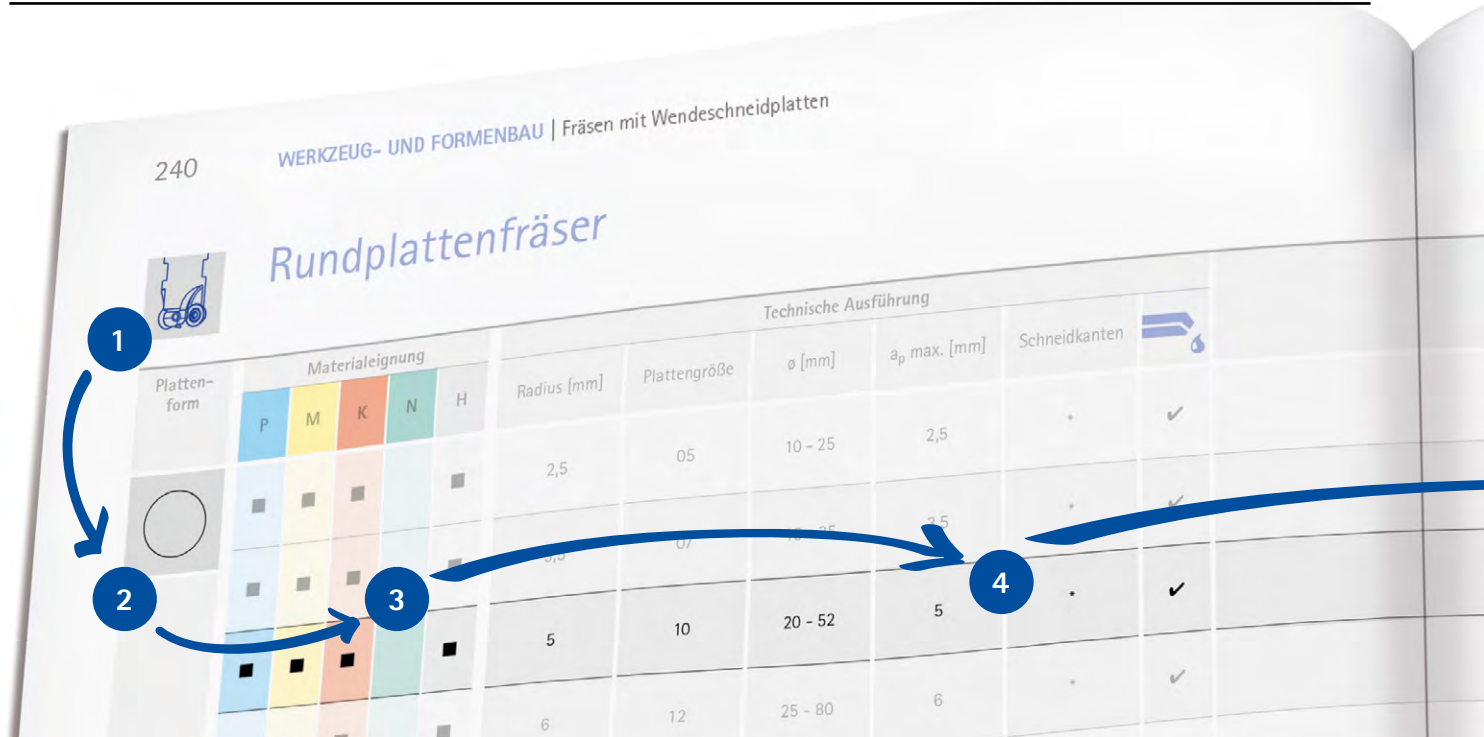 240
WERKZEUG- UND FORMENBAU | Fräsen mit Wendeschneidplatten
Rundplattenfräser
1
Platten-
form
Materialeignung
Technische Ausführung
P M K N H
Radius [mm] Plattengröße ø [mm] ap max. [mm] Schneidkanten
2,5 05 10 - 25 2,5 * ✔
07 * ✔
2
3
4
5 10 20 - 52 5 * ✔
6 12 25 - 80 6 * ✔